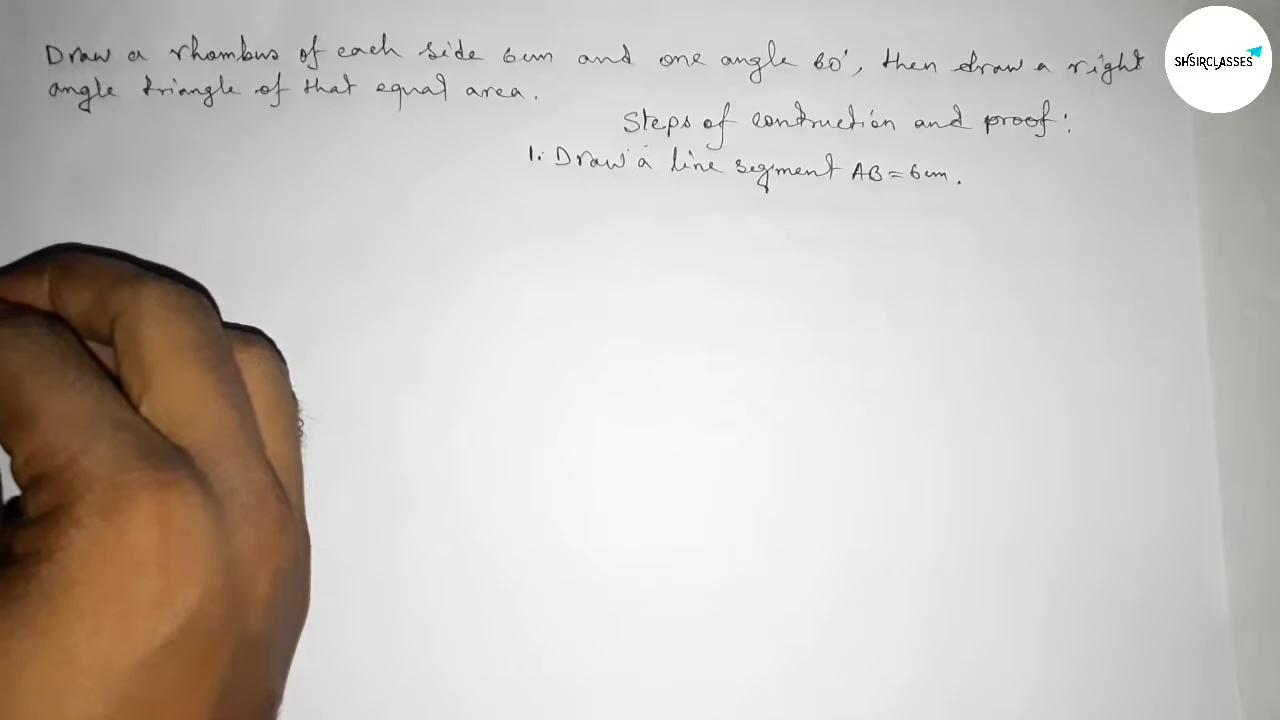 Draw a rhombus of each side 6cm and one angle 60°, then draw a right
angle triangle of that equal area.
Steps of contruction and proof:
1. Draw a line segment AB = 6cm.
SHSIRCLASSES